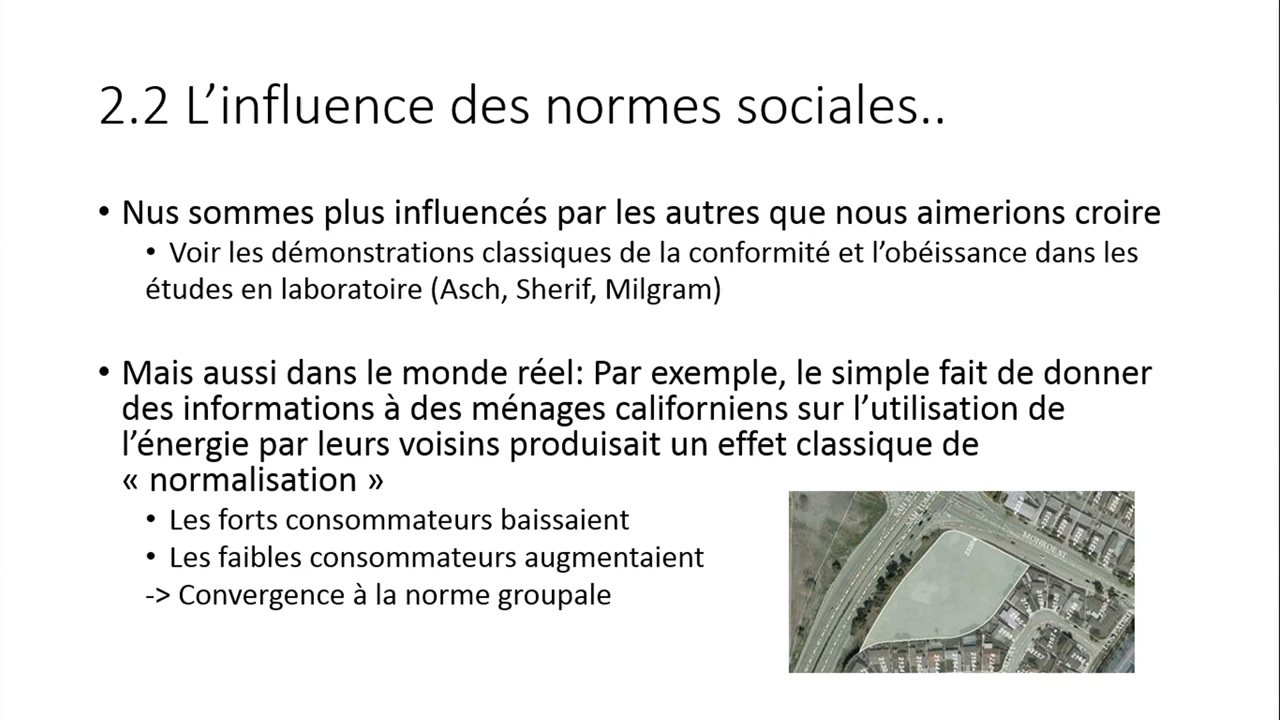 2.2 L’influence des normes sociales..
• Nus sommes plus influencés par les autres que nous aimerions croire
• Voir les démonstrations classiques de la conformité et l’obéissance dans les
études en laboratoire (Asch, Sherif, Milgram)
• Mais aussi dans le monde réel: Par exemple, le simple fait de donner
des informations à des ménages californiens sur l’utilisation de
l’énergie par leurs voisins produisait un effet classique de
« normalisation »
• Les forts consommateurs baissaient
• Les faibles consommateurs augmentaient
-> Convergence à la norme groupale
MONROE ST